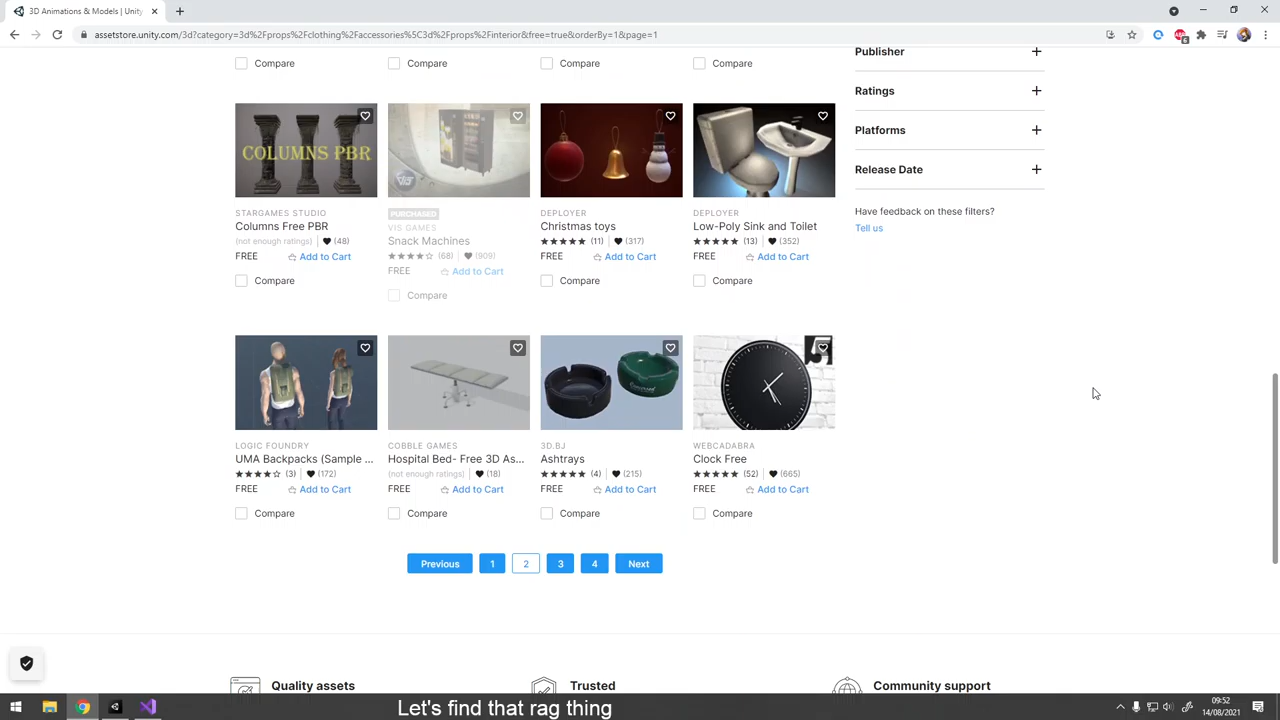 3D Animations & Models | Unity
assetstore.unity.com/3d?category=3d%2Fprops%2Fclothing%2Faccessories%5C3d%2Fprops%2Finterior&free=true&orderBy=1&page=1
6
Compare
Compare
Compare
Compare
Publisher
Ratings
Platforms
Release Date
Have feedback on these filters?
Tell us
COLUMNS PBR
VIS
STARGAMES STUDIO
Columns Free PBR
(not enough ratings) (48)
FREE Add to Cart
Compare
PURCHASED
VIS GAMES
Snack Machines
(68) (909)
FREE Add to Cart
Compare
DEPLOYER
Christmas toys
(11) (317)
FREE Add to Cart
Compare
DEPLOYER
Low-Poly Sink and Toilet
(13) (352)
FREE Add to Cart
Compare
LOGIC FOUNDRY
UMA Backpacks (Sample ...
(3) (172)
FREE Add to Cart
Compare
COBBLE GAMES
Hospital Bed- Free 3D As...
(not enough ratings) (18)
FREE Add to Cart
Compare
3D.BJ
Ashtrays
(4) (215)
FREE Add to Cart
Compare
WEBCADABRA
Clock Free
(52) (665)
FREE Add to Cart
Compare
Previous 1 2 3 4 Next
Quality assets
Trusted
Community support
Let's find that rag thing
09:52
14/08/2021